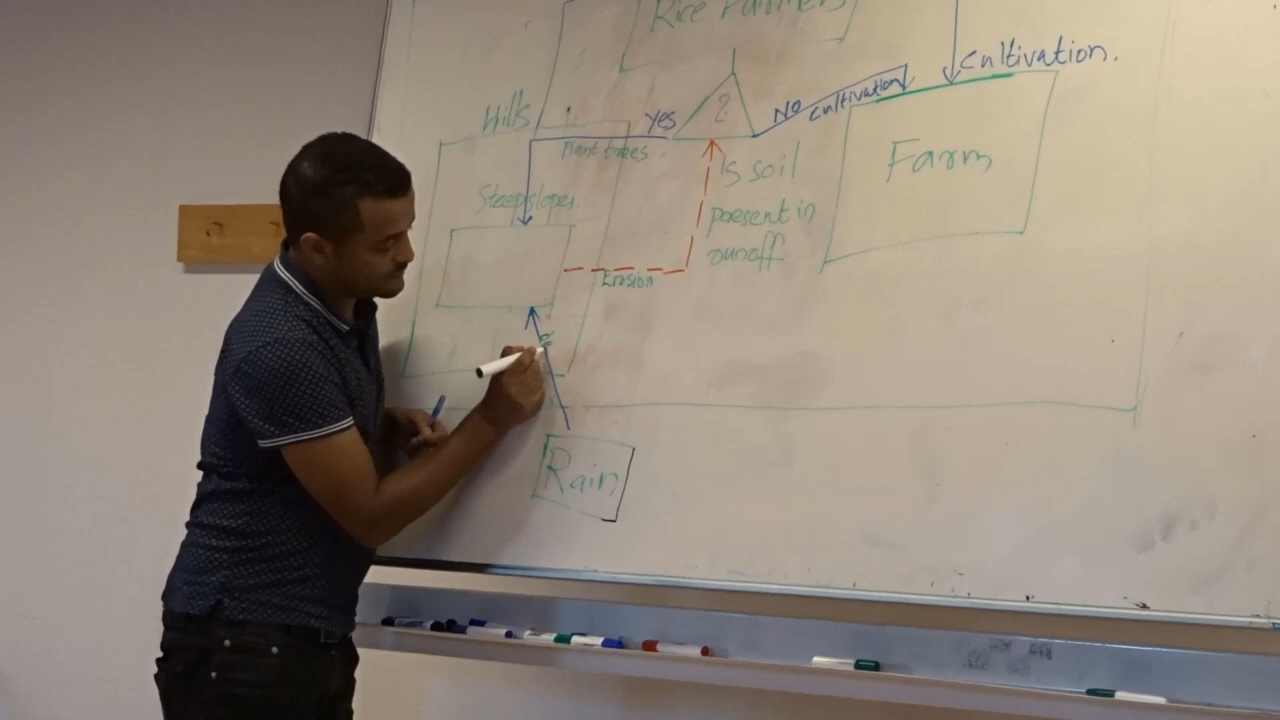 Rice Farmers
Cultivation.
Hills
yes
?
No
cultivation
Plant trees
Is soil
Farm
Steep slopes
present in
runoff
Erosion
Rain